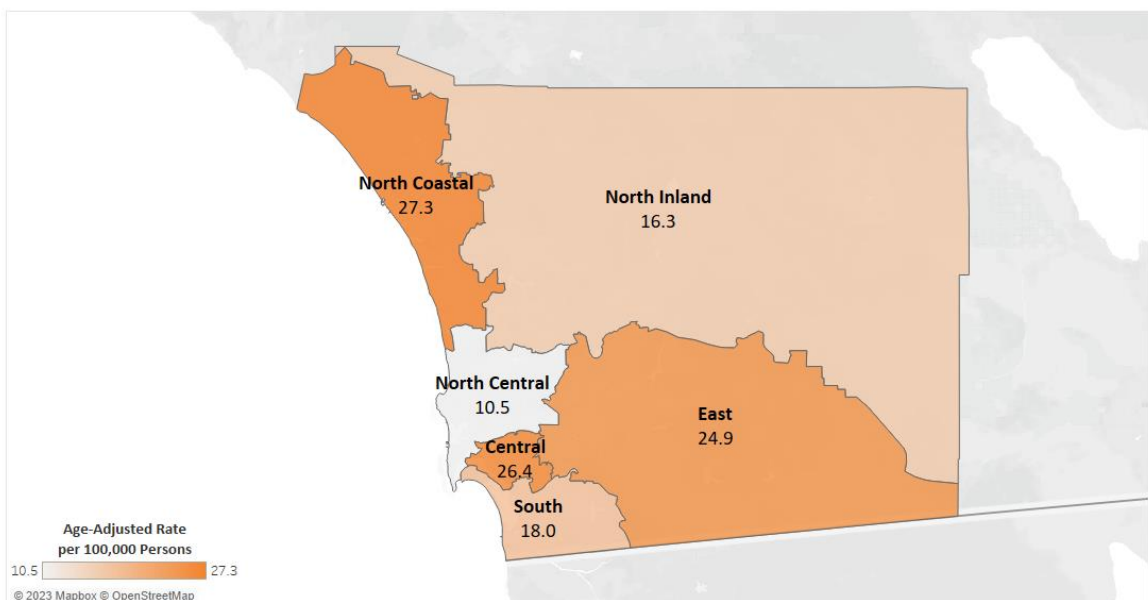 North Coastal
27.3
North Inland
16.3
North Central
10.5
East
24.9
Central
26.4
South
18.0
Age-Adjusted Rate
per 100,000 Persons
10.5 27.3
© 2023 Mapbox © OpenStreetMap